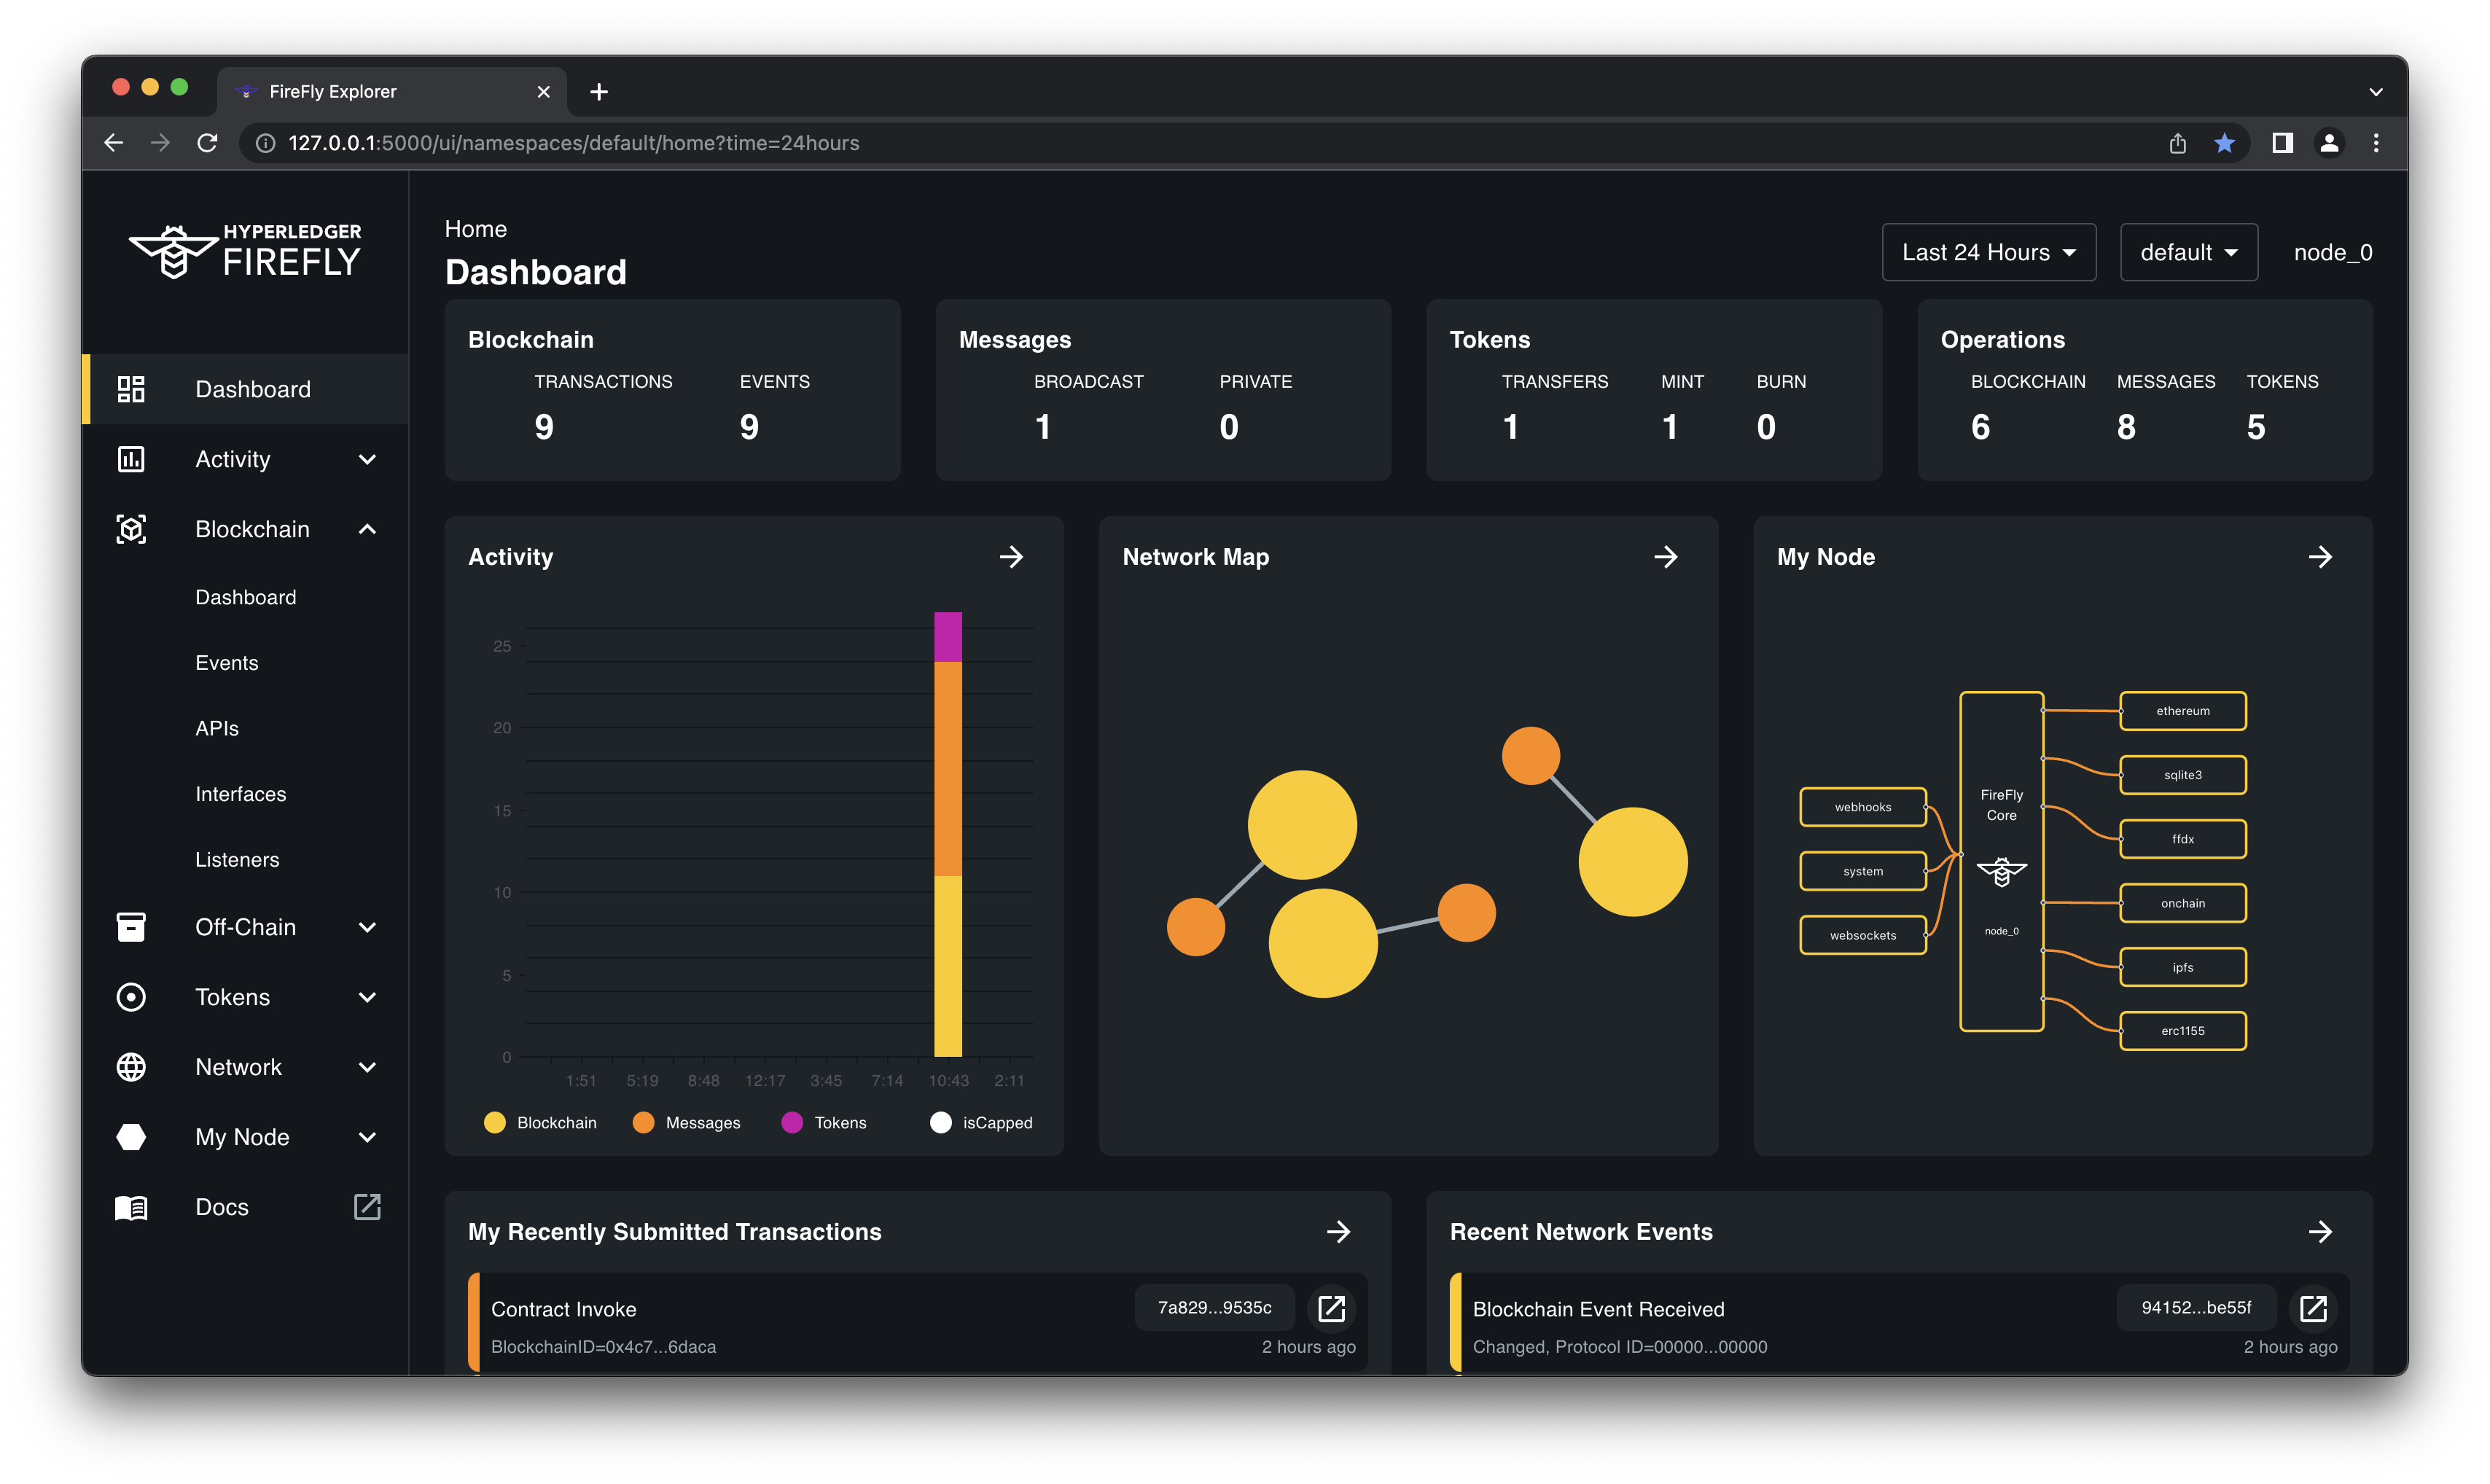 FireFly Explorer
127.0.0.1:5000/ui/namespaces/default/home?time=24hours
HYPERLEDGER
FIREFLY
Dashboard
Activity
Blockchain
Dashboard
Events
APIs
Interfaces
Listeners
Off-Chain
Tokens
Network
My Node
Docs
Home
Dashboard
Last 24 Hours
default
node_0
Blockchain
TRANSACTIONS EVENTS
9 9
Messages
BROADCAST PRIVATE
1 0
Tokens
TRANSFERS MINT BURN
1 1 0
Operations
BLOCKCHAIN MESSAGES TOKENS
6 8 5
Activity
25
20
15
10
5
0
1:51 5:19 8:48 12:17 3:45 7:14 10:43 2:11
Blockchain Messages Tokens isCapped
Network Map
My Node
webhooks
system
websockets
FireFly
Core
node_0
ethereum
sqlite3
ffdx
onchain
ipfs
erc1155
My Recently Submitted Transactions
Contract Invoke
7a829...9535c
BlockchainID=0x4c7...6daca
2 hours ago
Recent Network Events
Blockchain Event Received
94152...be55f
Changed, Protocol ID=00000...00000
2 hours ago